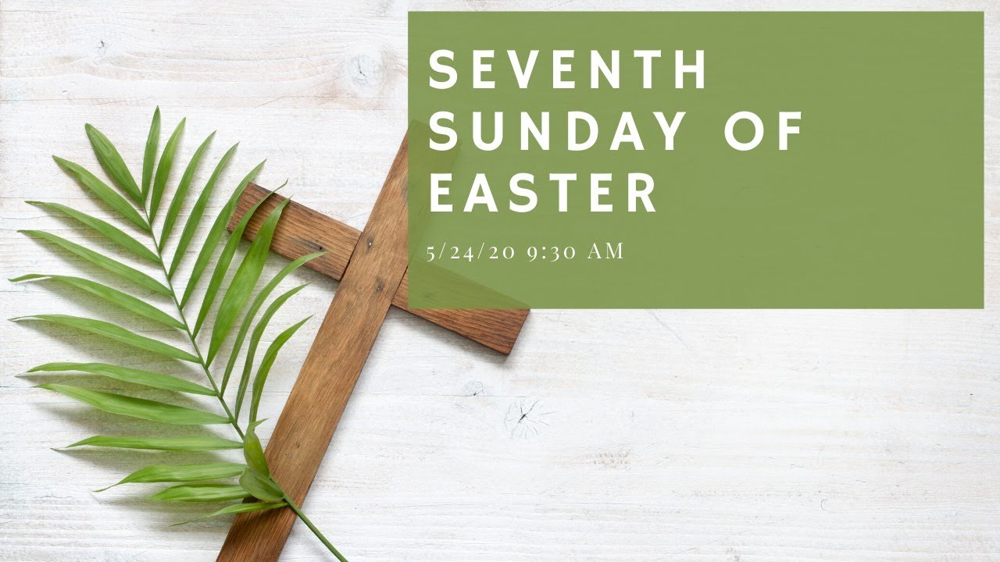 SEVENTH
SUNDAY OF
EASTER
5/24/20 9:30 AM